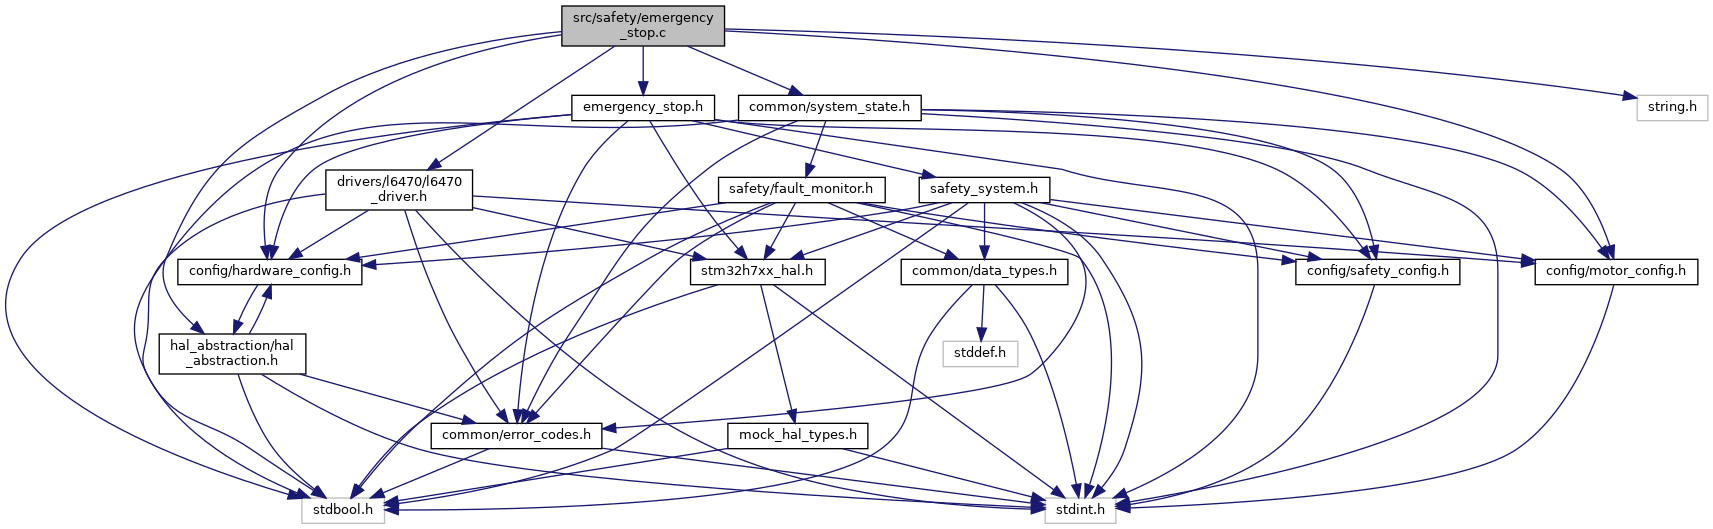 src/safety/emergency
_stop.c
emergency_stop.h
common/system_state.h
string.h
drivers/l6470/l6470
_driver.h
safety/fault_monitor.h
safety_system.h
config/hardware_config.h
stm32h7xx_hal.h
common/data_types.h
config/safety_config.h
config/motor_config.h
hal_abstraction/hal
_abstraction.h
stddef.h
common/error_codes.h
mock_hal_types.h
stdbool.h
stdint.h